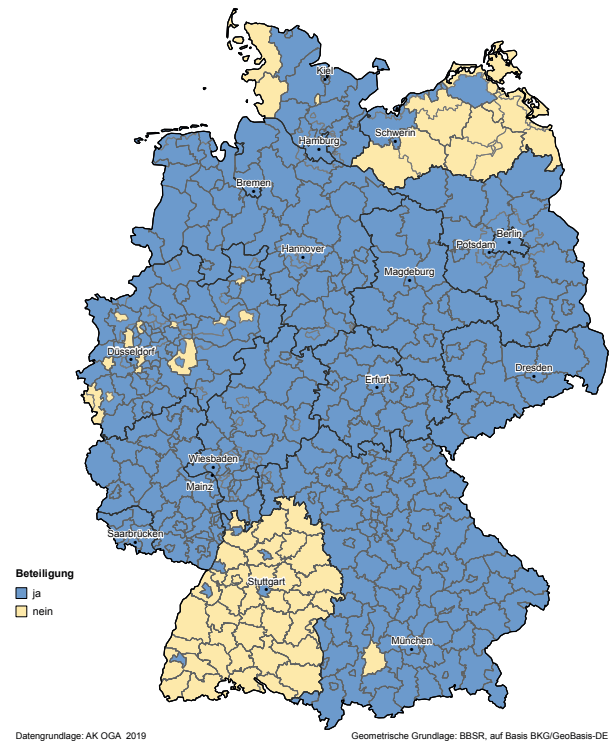 Kiel
Hamburg
Schwerin
Bremen
Hannover
Potsdam
Berlin
Magdeburg
Düsseldorf
Erfurt
Dresden
Wiesbaden
Mainz
Saarbrücken
Stuttgart
München
Beteiligung
ja
nein
Datengrundlage: AK OGA 2019
Geometrische Grundlage: BBSR, auf Basis BKG/GeoBasis-DE